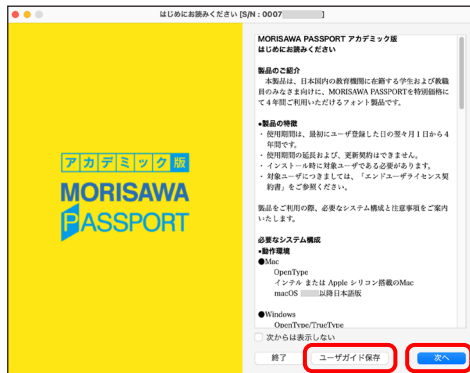 はじめにお読みください [S/N : 0007 ]
アカデミック版
MORISAWA
PASSPORT
MORISAWA PASSPORT アカデミック版
はじめにお読みください
製品のご紹介
本製品は、日本国内の教育機関に在籍する学生および教職
員のみなさま向けに、MORISAWA PASSPORTを特別価格に
て４年間ご利用いただけるフォント製品です。
•製品の特徴
・ 使用期間は、最初にユーザ登録した日の翌々月１日から４
年間です。
・ 使用期間の延長および、更新契約はできません。
・ インストール時に対象ユーザである必要があります。
・ 対象ユーザにつきましては、「エンドユーザライセンス契
約書」をご参照ください。
製品をご利用の際、必要なシステム構成と注意事項をご案内
いたします。
必要なシステム構成
•動作環境
●Mac
OpenType
インテル または Apple シリコン搭載のMac
macOS 以降日本語版
●Windows
OpenType/TrueType
次からは表示しない
終了
ユーザガイド保存
次へ